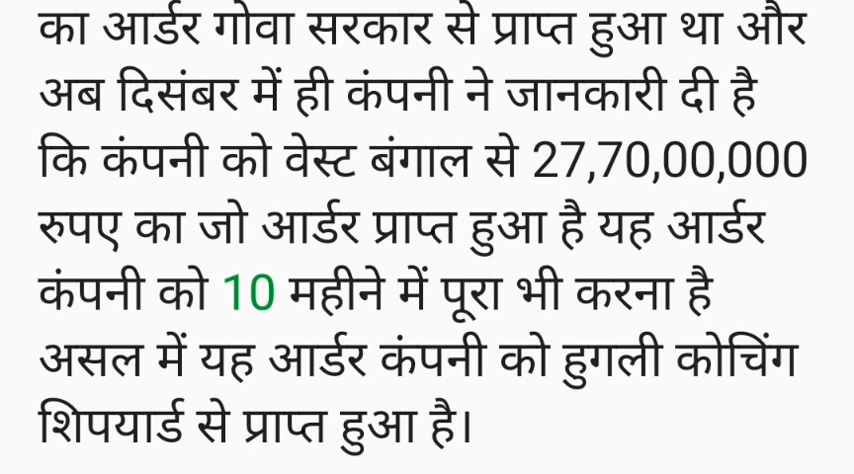 का आर्डर गोवा सरकार से प्राप्त हुआ था और
अब दिसंबर में ही कंपनी ने जानकारी दी है
कि कंपनी को वेस्ट बंगाल से 27,70,00,000
रुपए का जो आर्डर प्राप्त हुआ है यह आर्डर
कंपनी को 10 महीने में पूरा भी करना है
असल में यह आर्डर कंपनी को हुगली कोचिंग
शिपयार्ड से प्राप्त हुआ है।